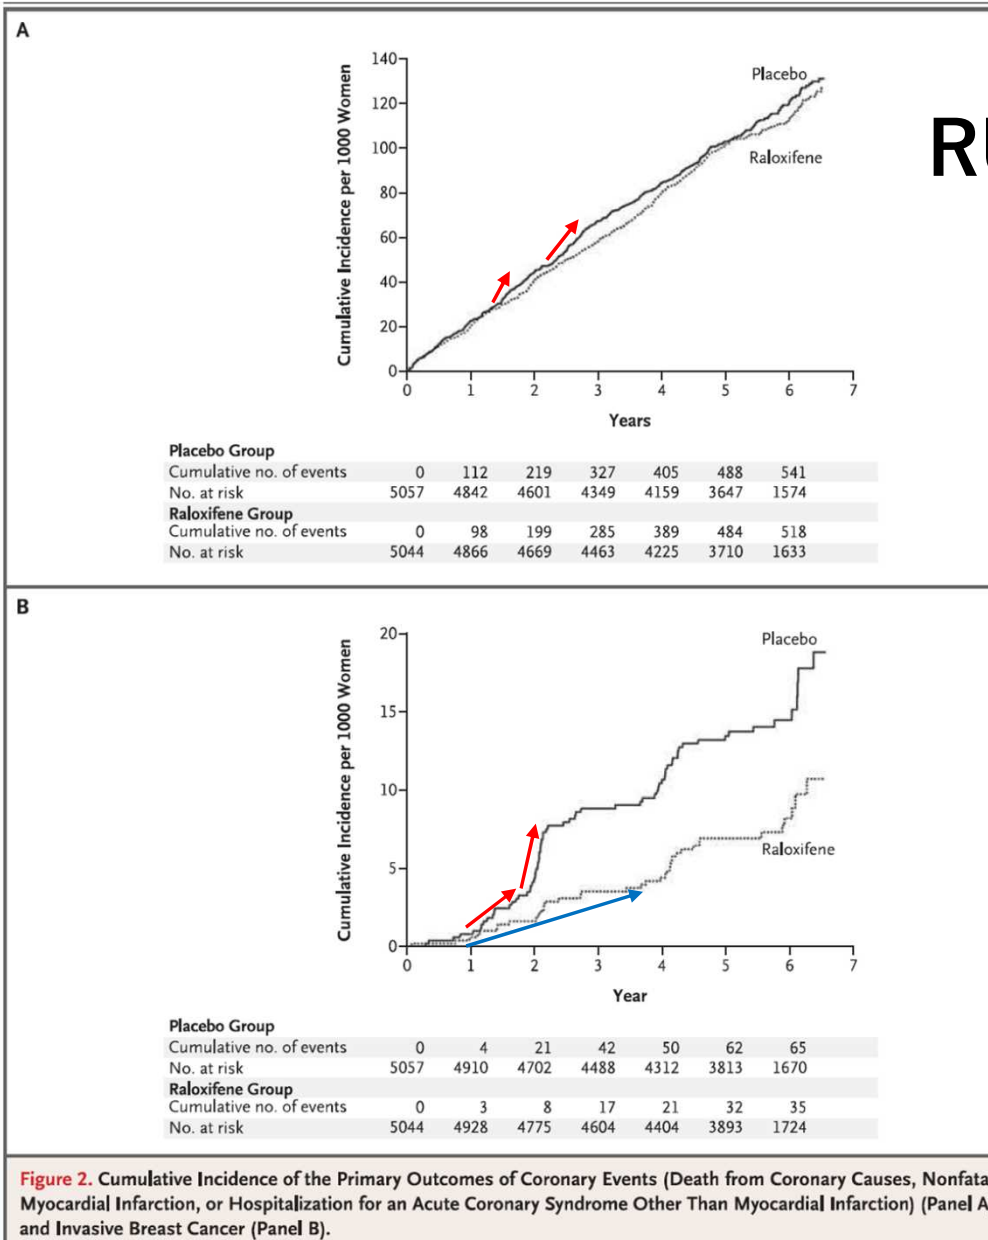 A
RU
140
120
100
80
60
40
20
0
Cumulative Incidence per 1000 Women
Placebo
Raloxifene
0 1 2 3 4 5 6 7
Years
Placebo Group
Cumulative no. of events 0 112 219 327 405 488 541
No. at risk 5057 4842 4601 4349 4159 3647 1574
Raloxifene Group
Cumulative no. of events 0 98 199 285 389 484 518
No. at risk 5044 4866 4669 4463 4225 3710 1633
B
20
15
10
5
0
Cumulative Incidence per 1000 Women
Placebo
Raloxifene
0 1 2 3 4 5 6 7
Year
Placebo Group
Cumulative no. of events 0 4 21 42 50 62 65
No. at risk 5057 4910 4702 4488 4312 3813 1670
Raloxifene Group
Cumulative no. of events 0 3 8 17 21 32 35
No. at risk 5044 4928 4775 4604 4404 3893 1724
Figure 2. Cumulative Incidence of the Primary Outcomes of Coronary Events (Death from Coronary Causes, Nonfata
Myocardial Infarction, or Hospitalization for an Acute Coronary Syndrome Other Than Myocardial Infarction) (Panel A
and Invasive Breast Cancer (Panel B).